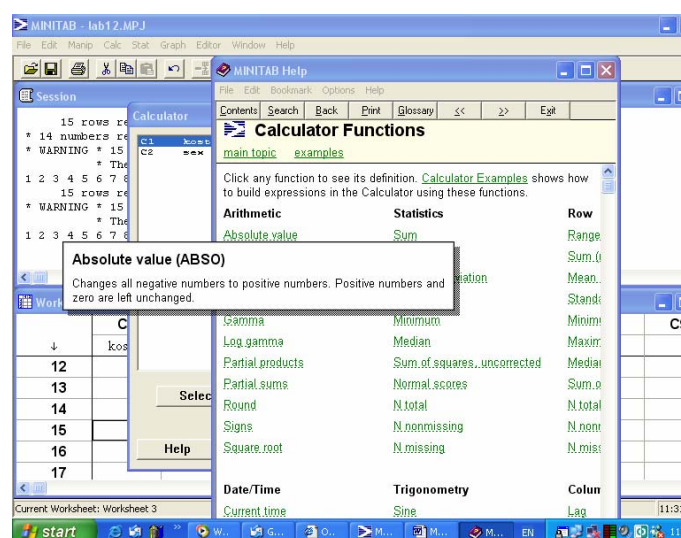 MINITAB - lab12.MPJ
File Edit Manip Calc Stat Graph Editor Window Help
MINITAB Help
File Edit Bookmark Options Help
Contents Search Back Print Glossary << >> Exit
Calculator Functions
main topic examples
Click any function to see its definition. Calculator Examples shows how
to build expressions in the Calculator using these functions.
Arithmetic Statistics Row
Absolute value Sum Range
Sum
Mean
Gamma Minimum
Log gamma Median
Partial products Sum of squares, uncorrected
Partial sums Normal scores
Round N total N total
Signs N nonmissing
Square root N missing
Date/Time Trigonometry
Current time Sine Lag
Absolute value (ABSO)
Changes all negative numbers to positive numbers. Positive numbers and
zero are left unchanged.
Session
15 rows re
* 14 numbers re
* WARNING * 15
* The
1 2 3 4 5 6 7 8
15 rows re
* WARNING * 15
* The
1 2 3 4 5 6 7 8
Calculator
C1 kost
C2 sex
Selec
Help
Work
C
↓ kos
12
13
14
15
16
17
Current Worksheet: Worksheet 3
start W... G... O... M... M... M... EN